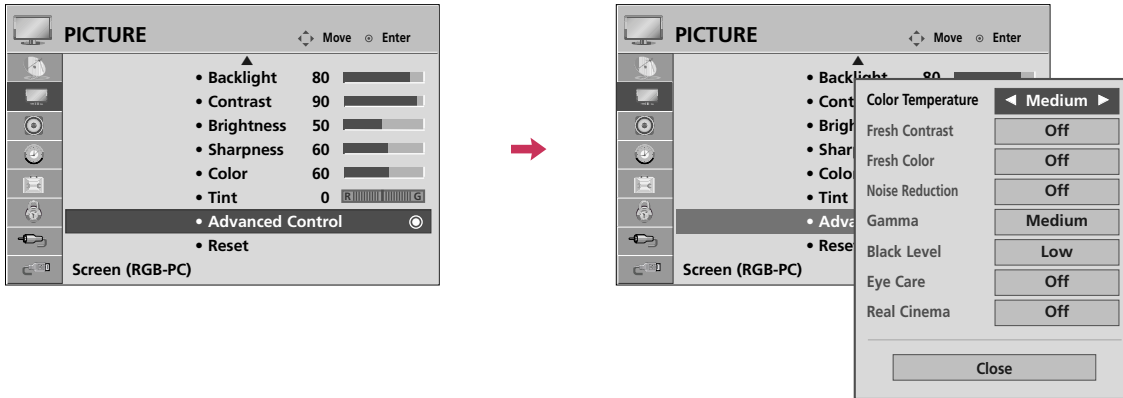 PICTURE Move Enter
• Backlight 80
• Contrast 90
• Brightness 50
• Sharpness 60
• Color 60
• Tint 0 R G
• Advanced Control
• Reset
Screen (RGB-PC)
PICTURE Move Enter
• Backlight 80
• Cont
• Brigh
• Shar
• Colo
• Tint
• Adva
• Rese
Screen (RGB-PC)
Color Temperature ◀ Medium ▶
Fresh Contrast Off
Fresh Color Off
Noise Reduction Off
Gamma Medium
Black Level Low
Eye Care Off
Real Cinema Off
Close